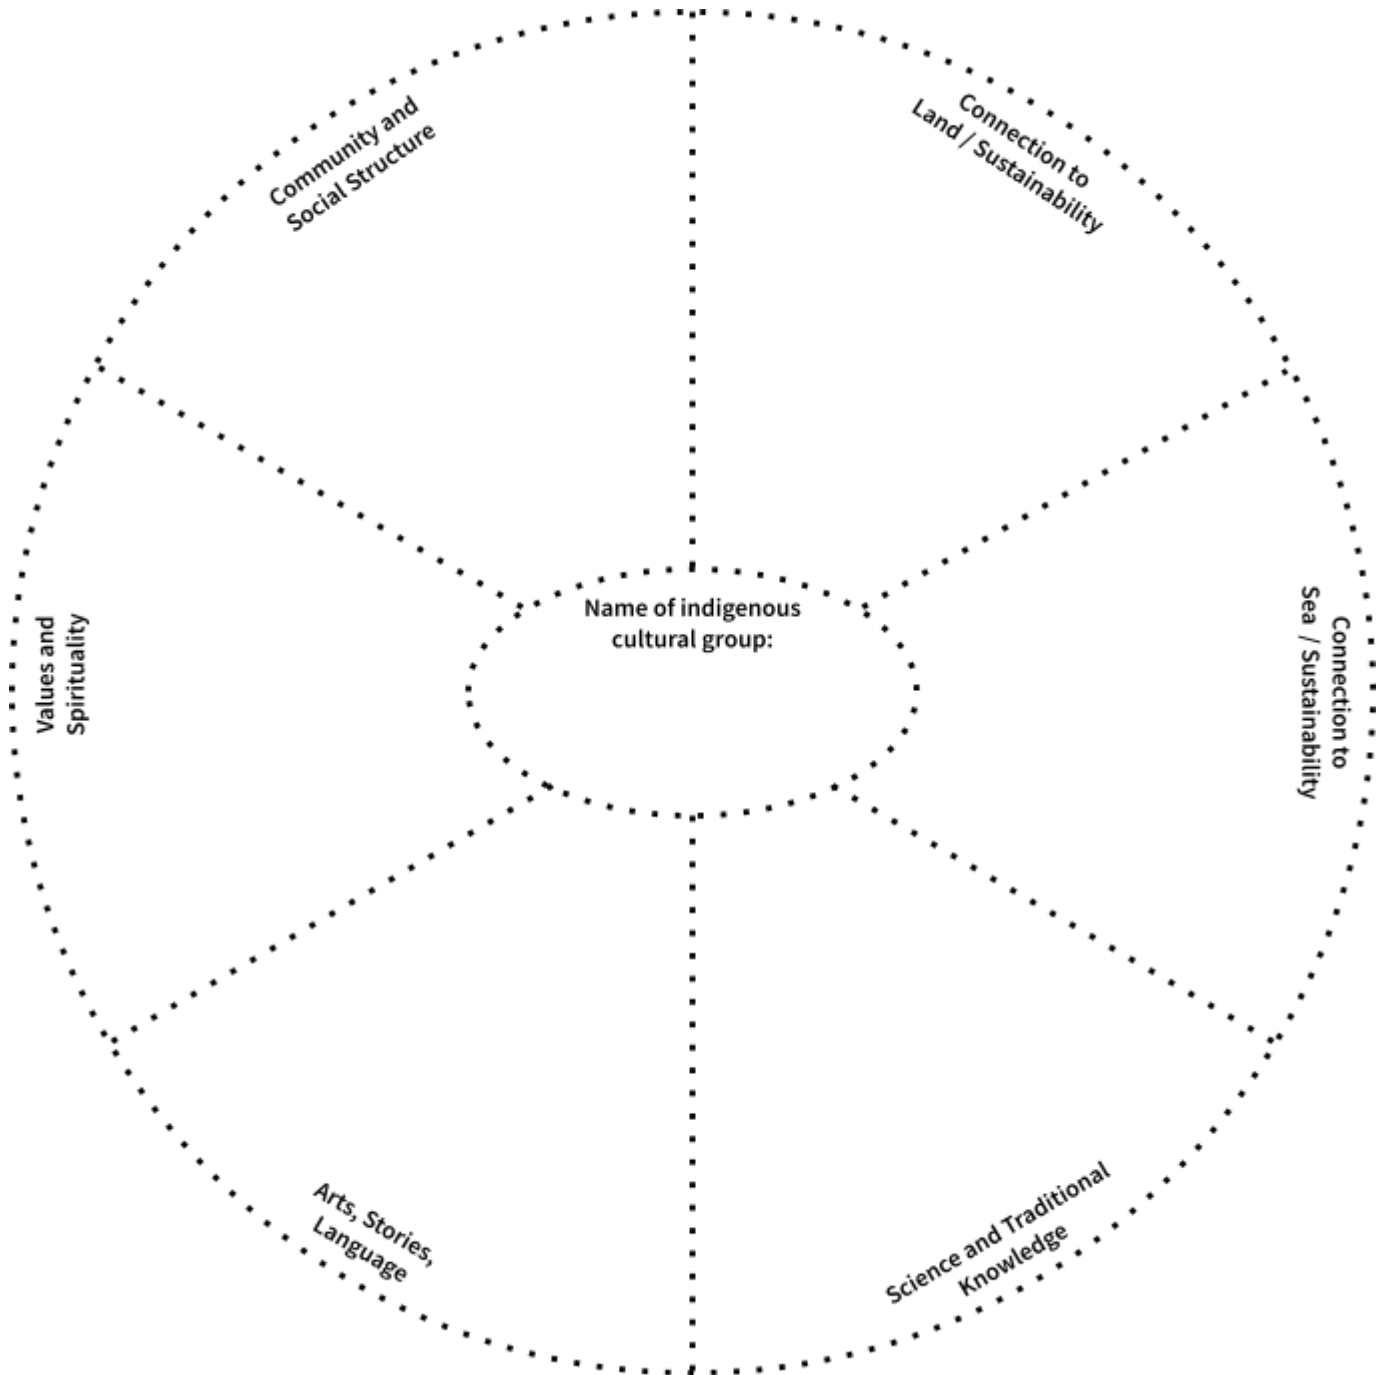 Community and
Social Structure
Connection to
Land / Sustainability
Name of indigenous
cultural group:
Values and
Spirituality
Connection to
Sea / Sustainability
Arts, Stories,
Language
Science and Traditional
Knowledge